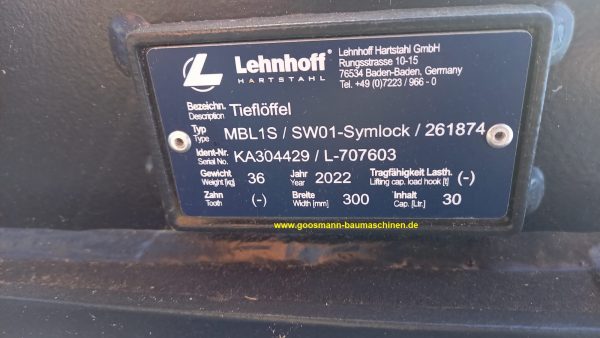 Lehnhoff®
HARTSTAHL
Lehnhoff Hartstahl GmbH
Rungsstrasse 10-15
76534 Baden-Baden, Germany
Tel. +49 (0)7223 / 966 - 0
Bezeichn. Tieflöffel
Description
Typ MBL1S / SW01-Symlock / 261874
Type
Ident-Nr. KA304429 / L-707603
Serial No.
Gewicht 36 Jahr 2022 Tragfähigkeit Lasth. (-)
Weight [kg] Year Lifting cap. load hook [t]
Zahn (-) Breite 300 Inhalt 30
Tooth Width [mm] Cap. [Ltr.]
www.goosmann-baumaschinen.de